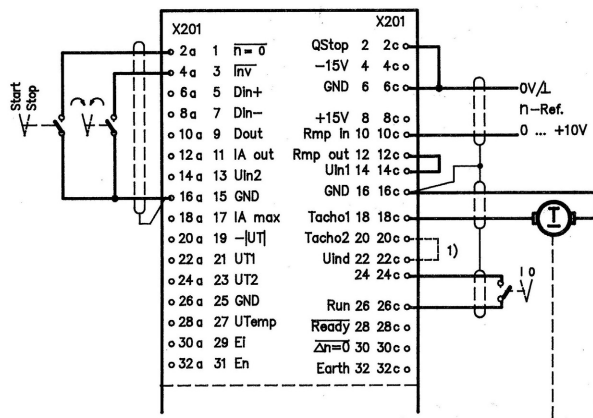 X201 X201
2a 1 n=0 QStop 2 2c
4a 3 Inv -15V 4 4c
6a 5 Din+ GND 6 6c 0V/⊥
8a 7 Din- +15V 8 8c n-Ref.
10a 9 Dout Rmp in 10 10c 0 ... +10V
12a 11 IA out Rmp out 12 12c
14a 13 Uin2 Uin1 14 14c
16a 15 GND GND 16 16c
18a 17 IA max Tacho1 18 18c
20a 19 -|UT| Tacho2 20 20c 1)
22a 21 UT1 Uind 22 22c
24a 23 UT2 24 24c
26a 25 GND Run 26 26c
28a 27 UTemp Ready 28 28c
30a 29 Ei Δn=0 30 30c
32a 31 En Earth 32 32c
Start
Stop
T
I 0